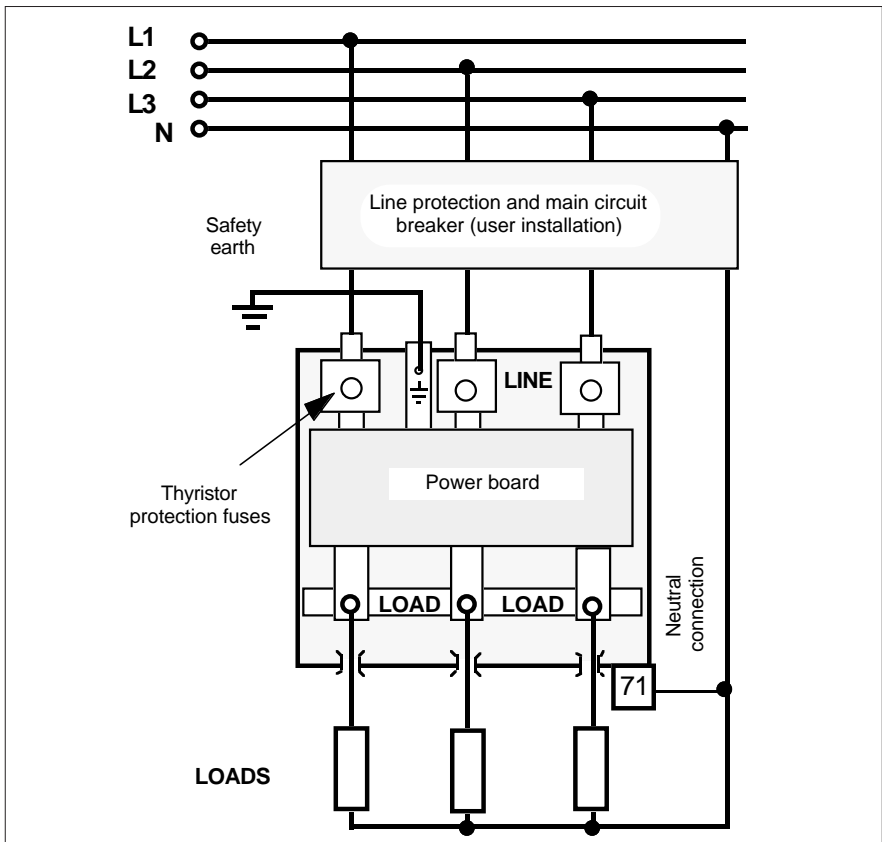 L1
L2
L3
N
Line protection and main circuit
breaker (user installation)
Safety
earth
LINE
Power board
Thyristor
protection fuses
LOAD
LOAD
Neutral
connection
71
LOADS